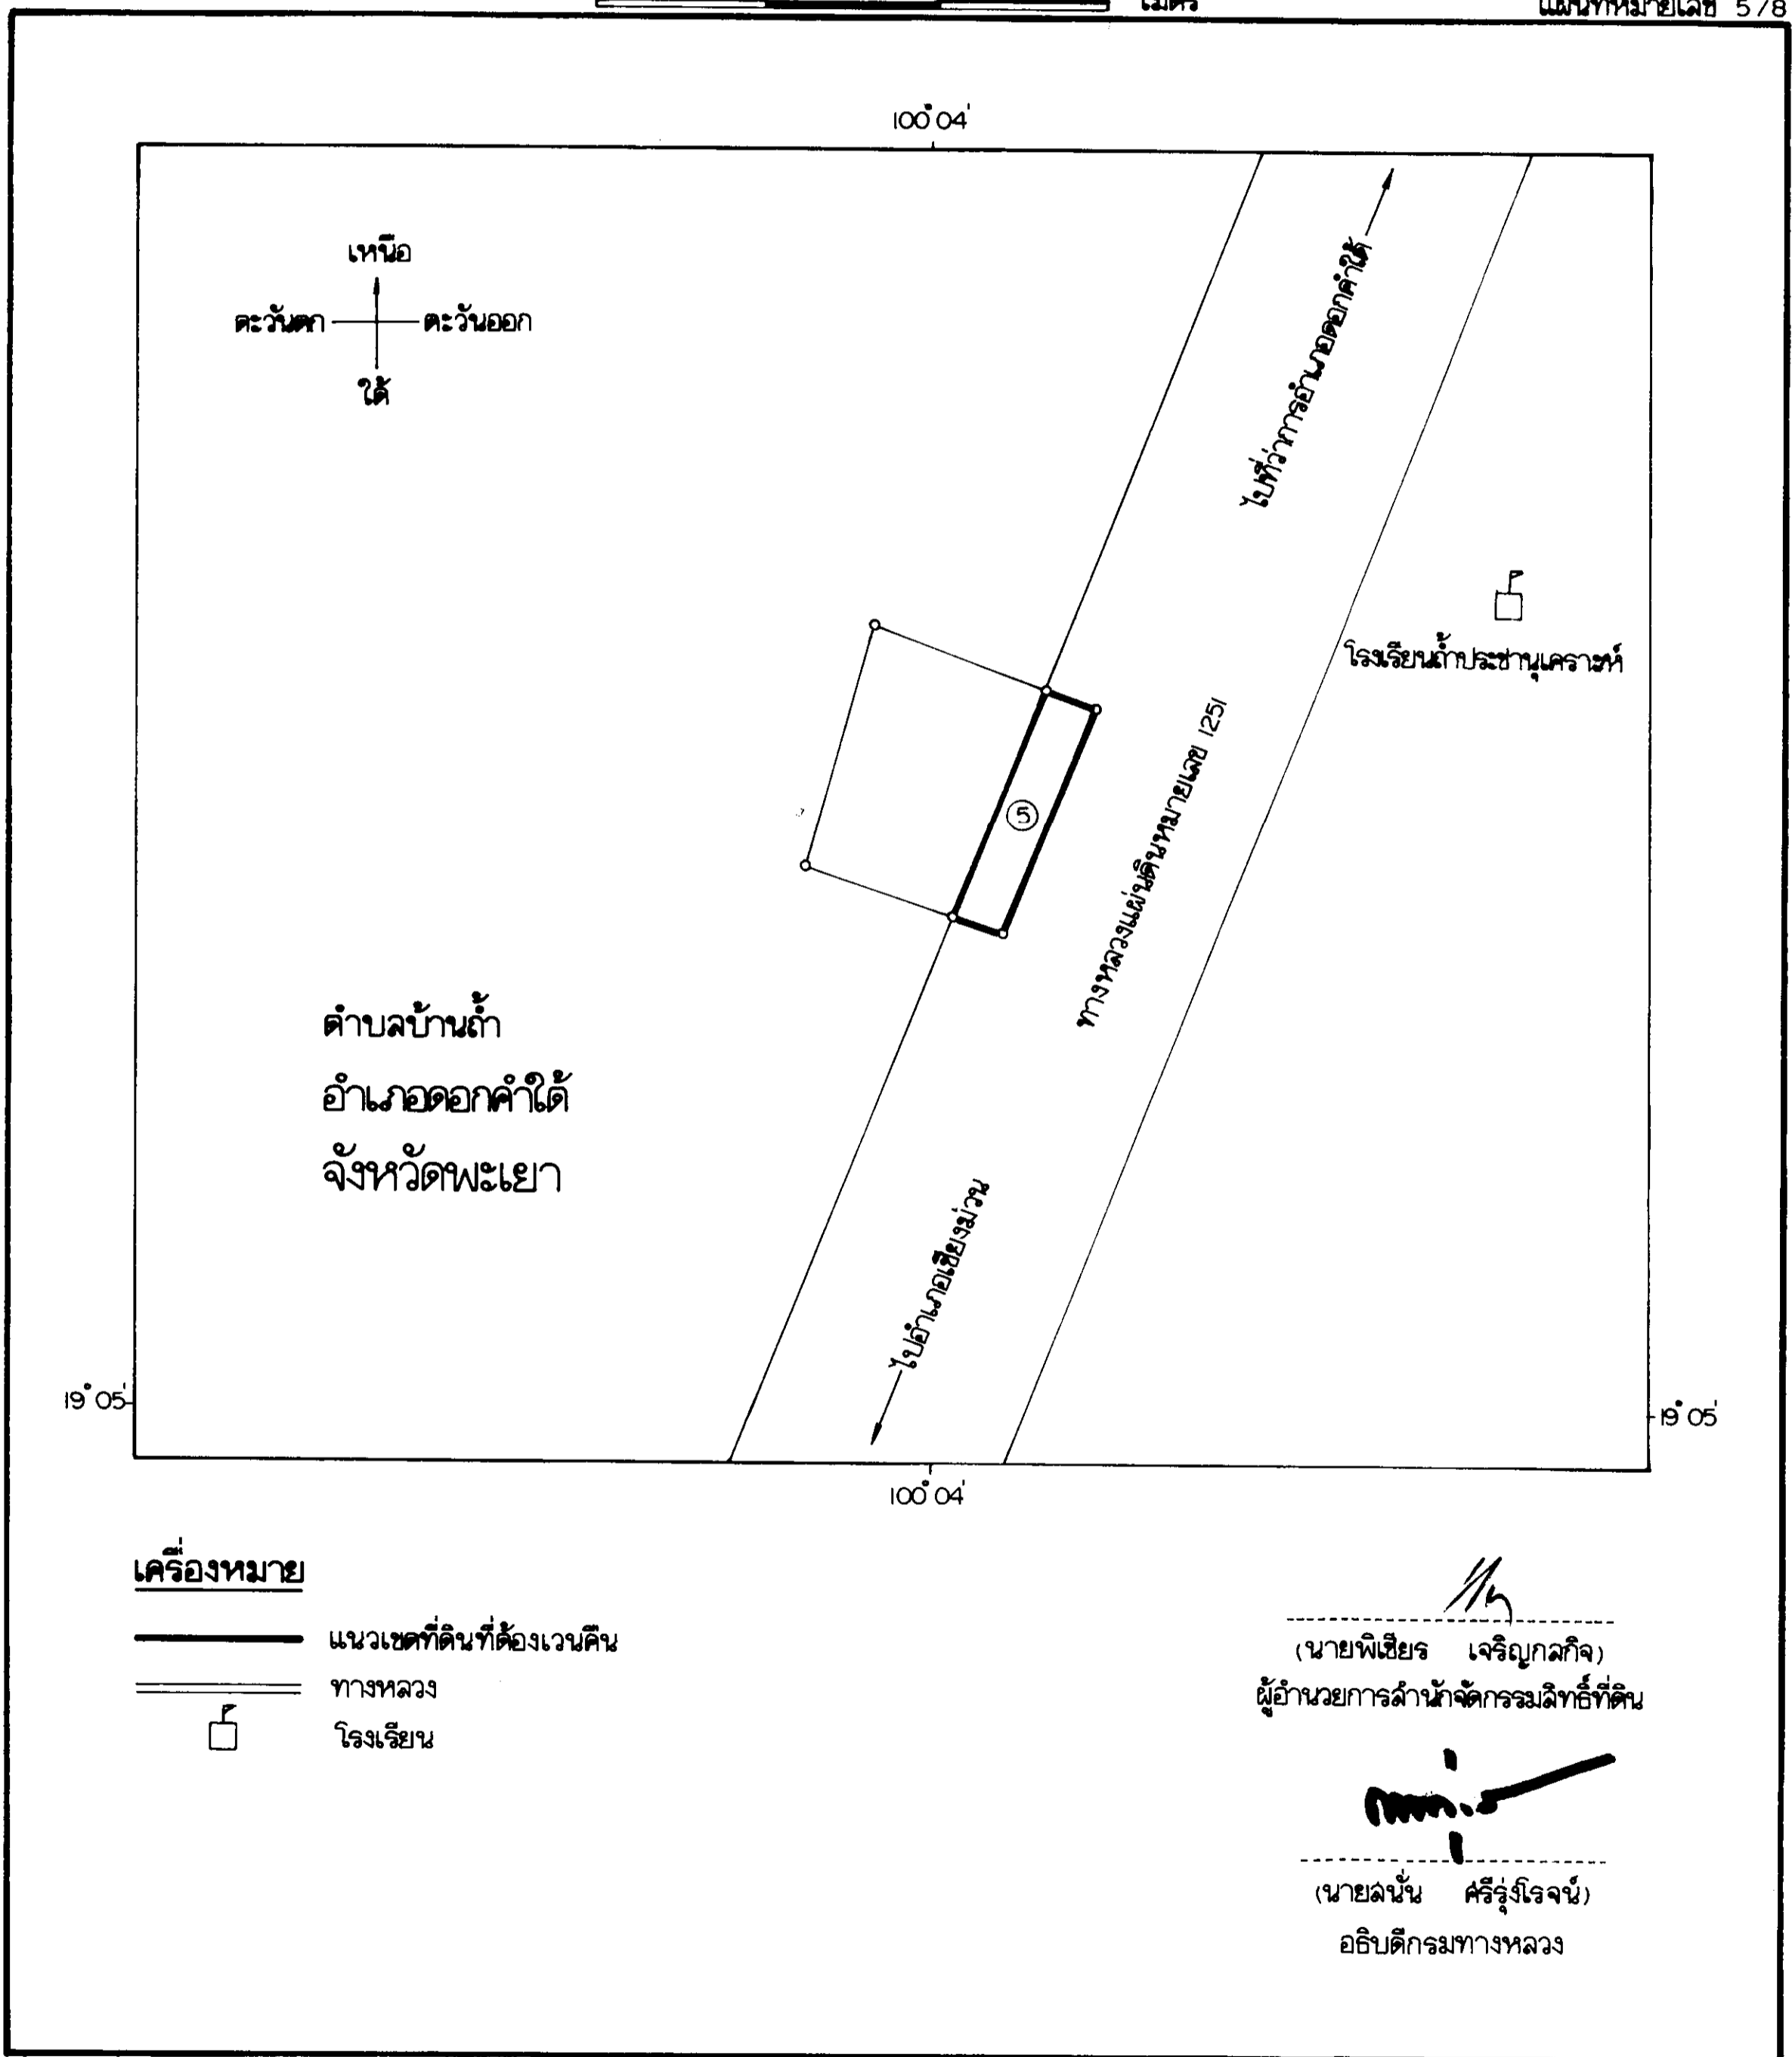 เมตร
แผนที่หมายเลข 5/8
100° 04'
เหนือ
ตะวันตก
ตะวันออก
ใต้
ไปที่ว่าการอำเภอดอกคำใต้
โรงเรียนถ้ำประชานุเคราะห์
ทางหลวงแผ่นดินหมายเลข 1251
5
ตำบลบ้านถ้ำ
อำเภอดอกคำใต้
จังหวัดพะเยา
ไปอำเภอเชียงม่วน
19° 05'
19° 05'
100° 04'
เครื่องหมาย
แนวเขตที่ดินที่ต้องเวนคืน
ทางหลวง
โรงเรียน
(นายพิเชียร เจริญกลกิจ)
ผู้อำนวยการสำนักจัดกรรมสิทธิ์ที่ดิน
(นายสนั่น ศรีรุ่งโรจน์)
อธิบดีกรมทางหลวง